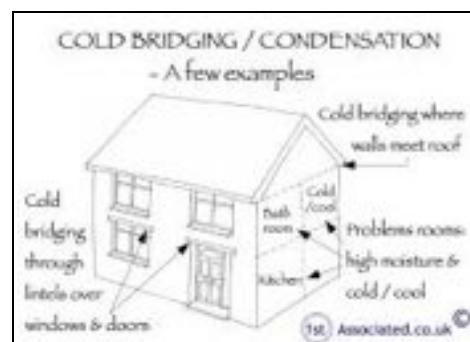 COLD BRIDGING / CONDENSATION
- A few examples
Cold bridging where
walls meet roof
Cold
bridging
through
lintels over
windows & doors
Cold
/cool
Bath
room
Kitchen
Problems rooms:
high moisture &
cold / cool
1st Associated.co.uk ©